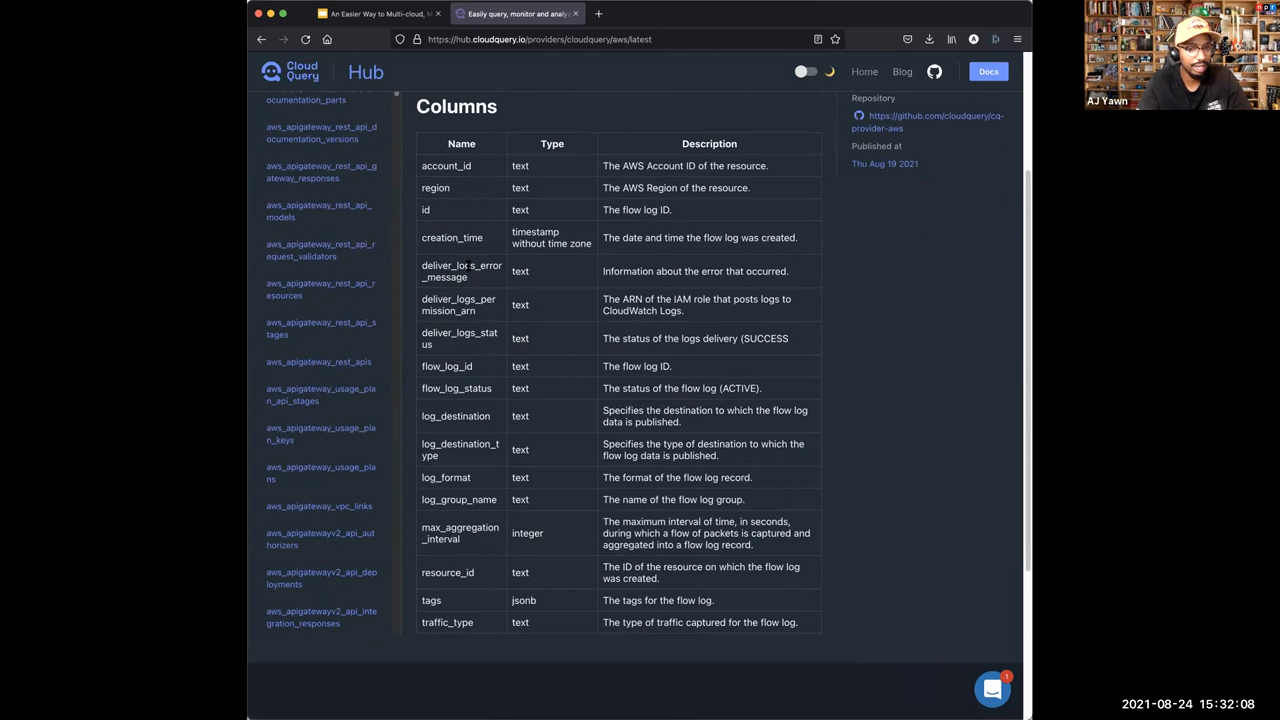 An Easier Way to Multi-cloud, M
Easily query, monitor and analy
https://hub.cloudquery.io/providers/cloudquery/aws/latest
Cloud
Query
Hub
Home
Blog
Docs
AJ Yawn
ocumentation_parts
aws_apigateway_rest_api_d
ocumentation_versions
aws_apigateway_rest_api_g
ateway_responses
aws_apigateway_rest_api_
models
aws_apigateway_rest_api_r
equest_validators
aws_apigateway_rest_api_r
esources
aws_apigateway_rest_api_s
tages
aws_apigateway_rest_apis
aws_apigateway_usage_pla
n_api_stages
aws_apigateway_usage_pla
n_keys
aws_apigateway_usage_pla
ns
aws_apigateway_vpc_links
aws_apigatewayv2_api_aut
horizers
aws_apigatewayv2_api_dep
loyments
aws_apigatewayv2_api_inte
gration_responses
Columns
Name Type Description
account_id text The AWS Account ID of the resource.
region text The AWS Region of the resource.
id text The flow log ID.
creation_time timestamp without time zone The date and time the flow log was created.
deliver_logs_error
_message text Information about the error that occurred.
deliver_logs_per
mission_arn text The ARN of the IAM role that posts logs to
CloudWatch Logs.
deliver_logs_stat
us text The status of the logs delivery (SUCCESS
flow_log_id text The flow log ID.
flow_log_status text The status of the flow log (ACTIVE).
log_destination text Specifies the destination to which the flow log
data is published.
log_destination_t
ype text Specifies the type of destination to which the
flow log data is published.
log_format text The format of the flow log record.
log_group_name text The name of the flow log group.
max_aggregation
_interval integer The maximum interval of time, in seconds,
during which a flow of packets is captured and
aggregated into a flow log record.
resource_id text The ID of the resource on which the flow log
was created.
tags jsonb The tags for the flow log.
traffic_type text The type of traffic captured for the flow log.
Repository
https://github.com/cloudquery/cq-
provider-aws
Published at
Thu Aug 19 2021
1
2021-08-24 15:32:08